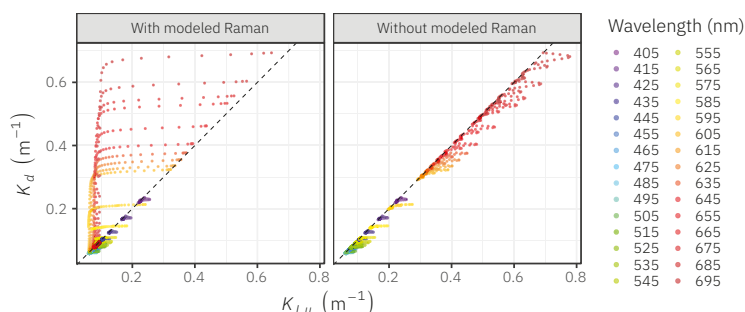 With modeled Raman
Without modeled Raman
K_d (m⁻¹)
0.6
0.4
0.2
0.2 0.4 0.6 0.8
0.2 0.4 0.6 0.8
K_Lu (m⁻¹)
Wavelength (nm)
405 555
415 565
425 575
435 585
445 595
455 605
465 615
475 625
485 635
495 645
505 655
515 665
525 675
535 685
545 695